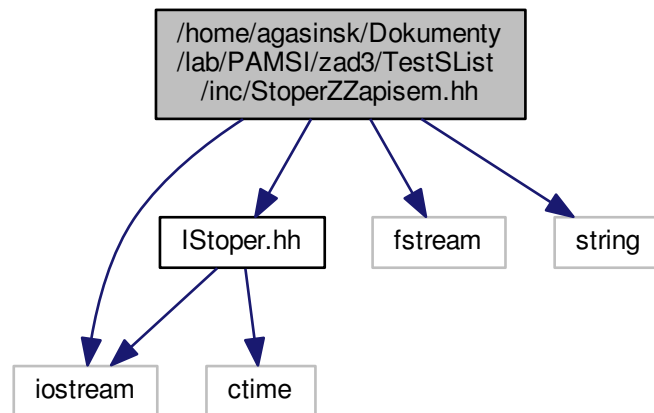 /home/agasinsk/Dokumenty
/lab/PAMSI/zad3/TestSList
/inc/StoperZZapisem.hh
IStoper.hh
fstream
string
iostream
ctime